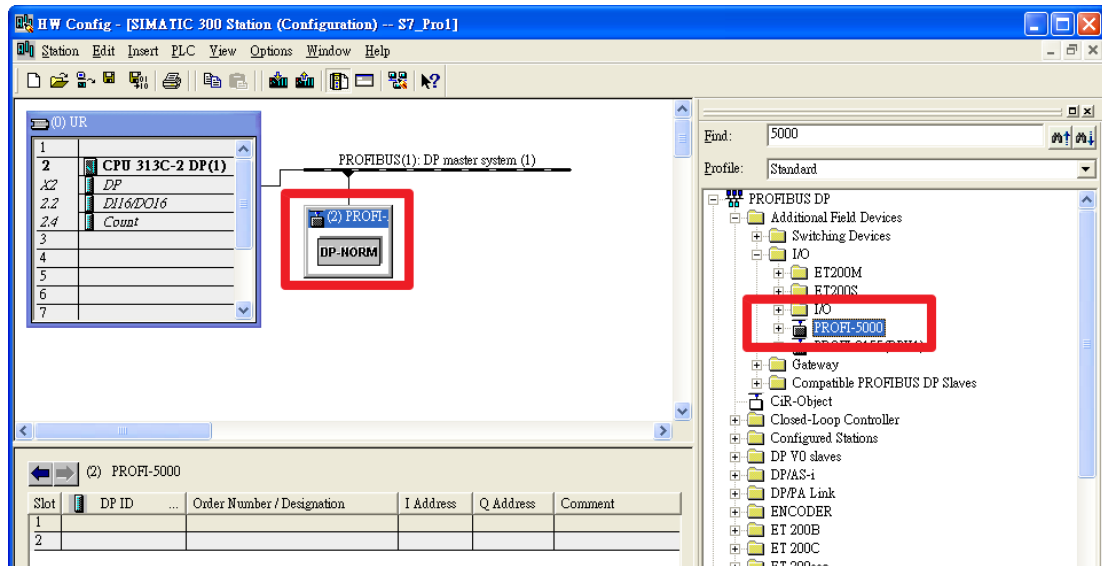 HW Config - [SIMATIC 300 Station (Configuration) -- S7_Pro1]
Station Edit Insert PLC View Options Window Help
(0) UR
1
2 CPU 313C-2 DP(1)
X2 DP
2.2 DI16/DO16
2.4 Count
3
4
5
6
7
PROFIBUS(1): DP master system (1)
(2) PROFI-
DP-NORM
Find: 5000
Profile: Standard
PROFIBUS DP
Additional Field Devices
Switching Devices
I/O
ET200M
ET200S
I/O
PROFI-5000
Gateway
Compatible PROFIBUS DP Slaves
CiR-Object
Closed-Loop Controller
Configured Stations
DP V0 slaves
DP/AS-i
DP/PA Link
ENCODER
ET 200B
ET 200C
(2) PROFI-5000
Slot DP ID ... Order Number / Designation I Address Q Address Comment
1
2